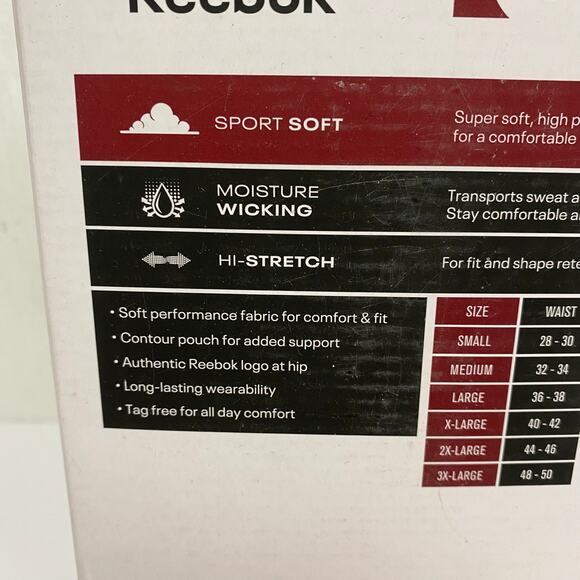 Reebok
SPORT SOFT
Super soft, high p
for a comfortable
MOISTURE
WICKING
Transports sweat a
Stay comfortable a
HI-STRETCH
For fit and shape rete
• Soft performance fabric for comfort & fit
• Contour pouch for added support
• Authentic Reebok logo at hip
• Long-lasting wearability
• Tag free for all day comfort
SIZE WAIST
SMALL 28 - 30
MEDIUM 32 - 34
LARGE 36 - 38
X-LARGE 40 - 42
2X-LARGE 44 - 46
3X-LARGE 48 - 50